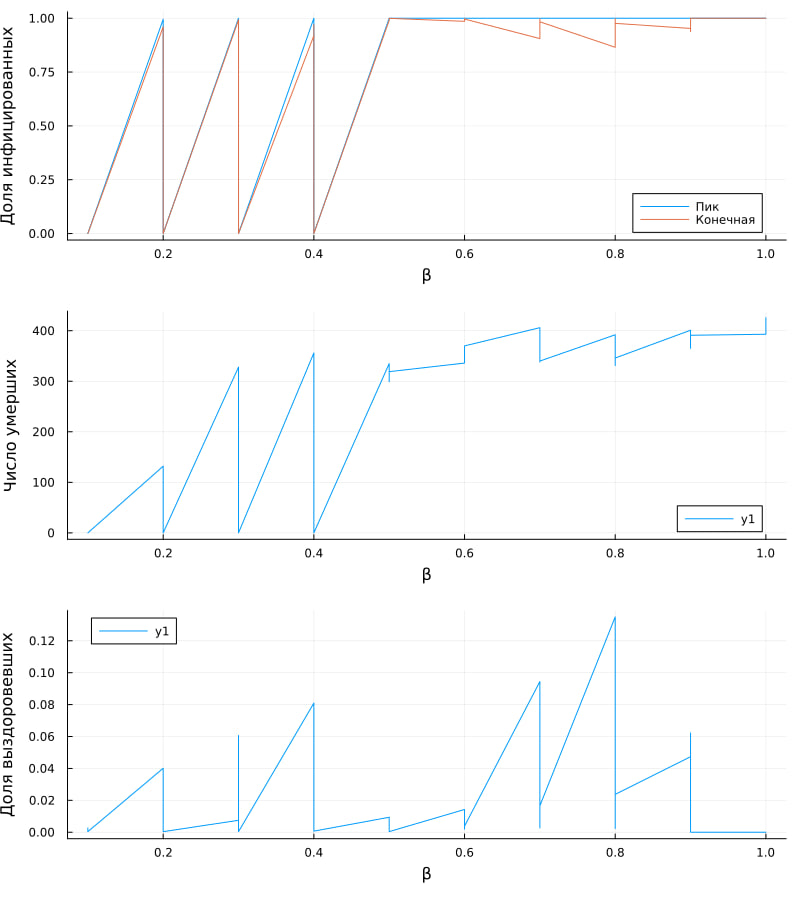 Доля инфицированных
1.00
0.75
0.50
0.25
0.00
Пик
Конечная
0.2 0.4 0.6 0.8 1.0
β
Число умерших
400
300
200
100
0
y1
0.2 0.4 0.6 0.8 1.0
β
Доля выздоровевших
y1
0.12
0.10
0.08
0.06
0.04
0.02
0.00
0.2 0.4 0.6 0.8 1.0
β